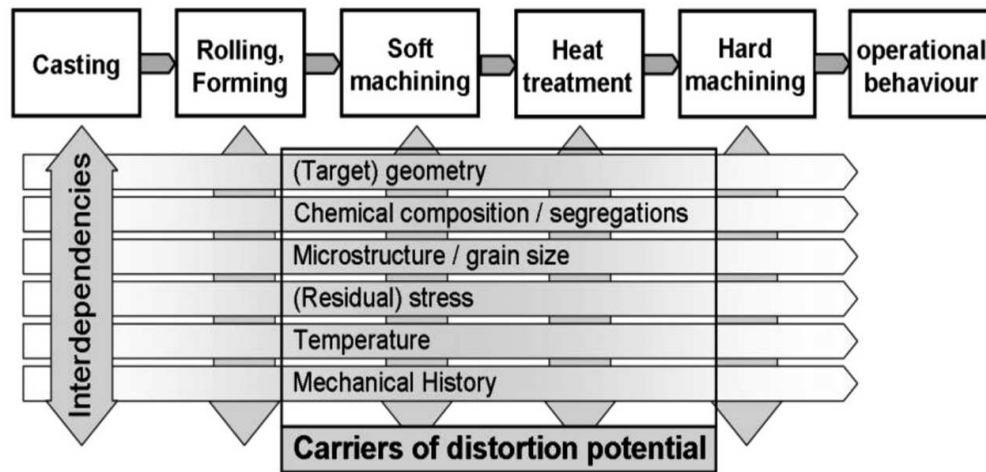 Casting
Rolling,
Forming
Soft
machining
Heat
treatment
Hard
machining
operational
behaviour
Interdependencies
(Target) geometry
Chemical composition / segregations
Microstructure / grain size
(Residual) stress
Temperature
Mechanical History
Carriers of distortion potential